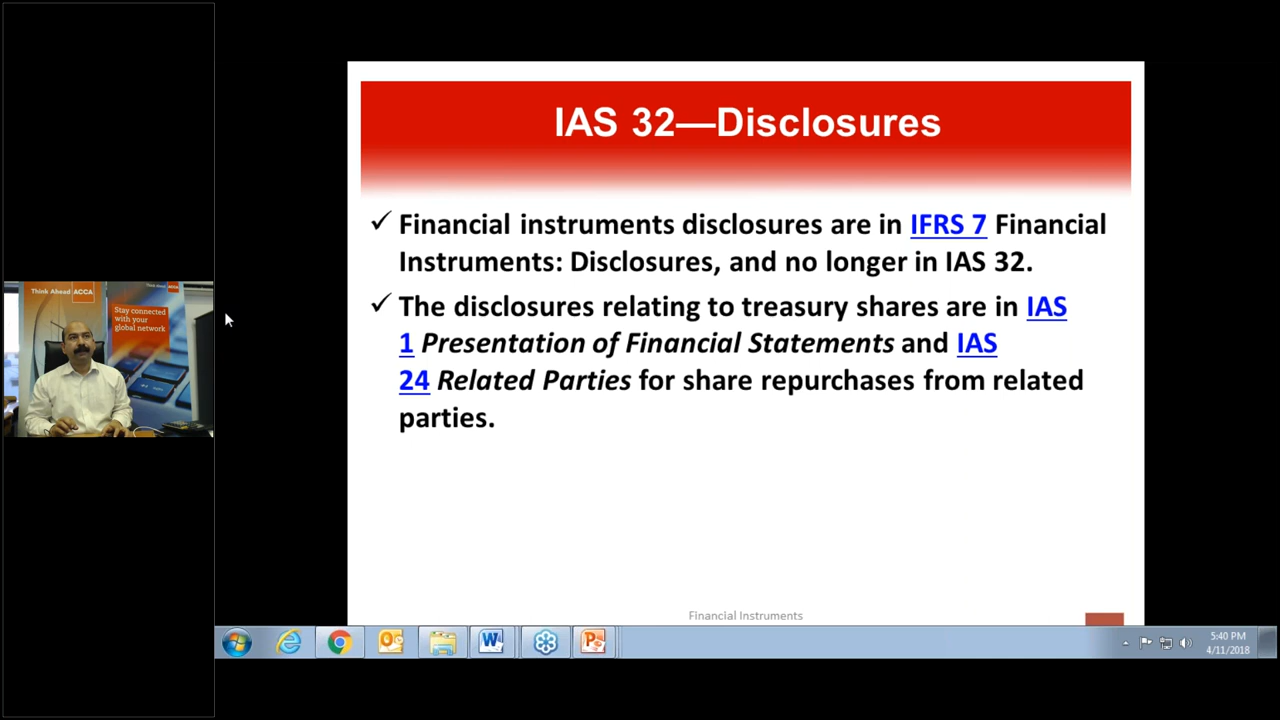 IAS 32—Disclosures
Financial instruments disclosures are in IFRS 7 Financial
Instruments: Disclosures, and no longer in IAS 32.
The disclosures relating to treasury shares are in IAS
1 Presentation of Financial Statements and IAS
24 Related Parties for share repurchases from related
parties.
Financial Instruments
Think Ahead ACCA
Think Ahead
Stay connected
with your
global network
5:40 PM
4/11/2018